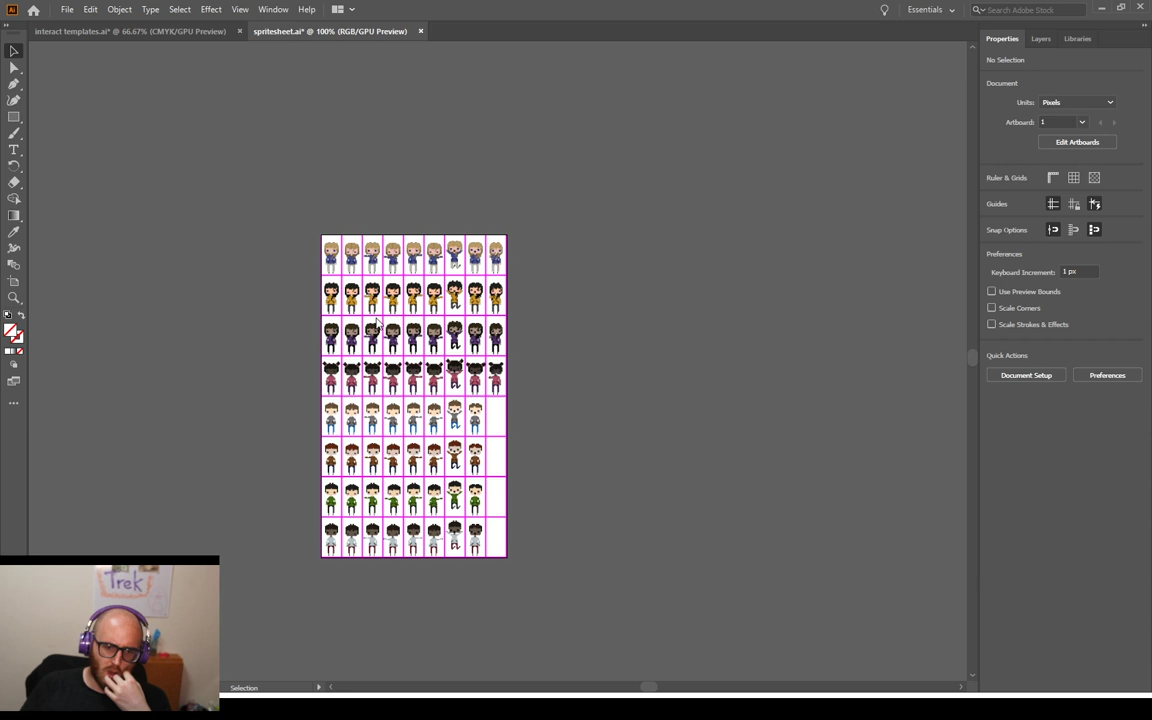 Ai File Edit Object Type Select Effect View Window Help Essentials Search Adobe Stock
interact templates.ai* @ 66.67% (CMYK/GPU Preview) × spritesheet.ai* @ 100% (RGB/GPU Preview) ×
Properties Layers Libraries
No Selection
Document
Units: Pixels
Artboard: 1
Edit Artboards
Ruler & Grids
Guides
Snap Options
Preferences
Keyboard Increment: 1 px
Use Preview Bounds
Scale Corners
Scale Strokes & Effects
Quick Actions
Document Setup Preferences
Trek
Selection